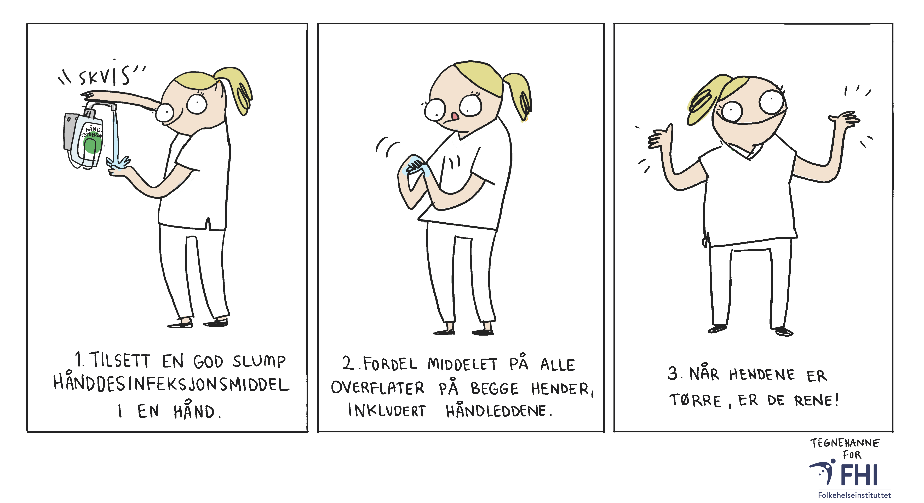 "SKVIS"
1. TILSETT EN GOD SLUMP
HÅNDDESINFEKSJONSMIDDEL
I EN HÅND.
2. FORDEL MIDDELET PÅ ALLE
OVERFLATER PÅ BEGGE HENDER,
INKLUDERT HÅNDLEDDENE.
3. NÅR HENDENE ER
TØRRE, ER DE RENE!
TEGNEHANNE
FOR
FHI
Folkehelseinstituttet